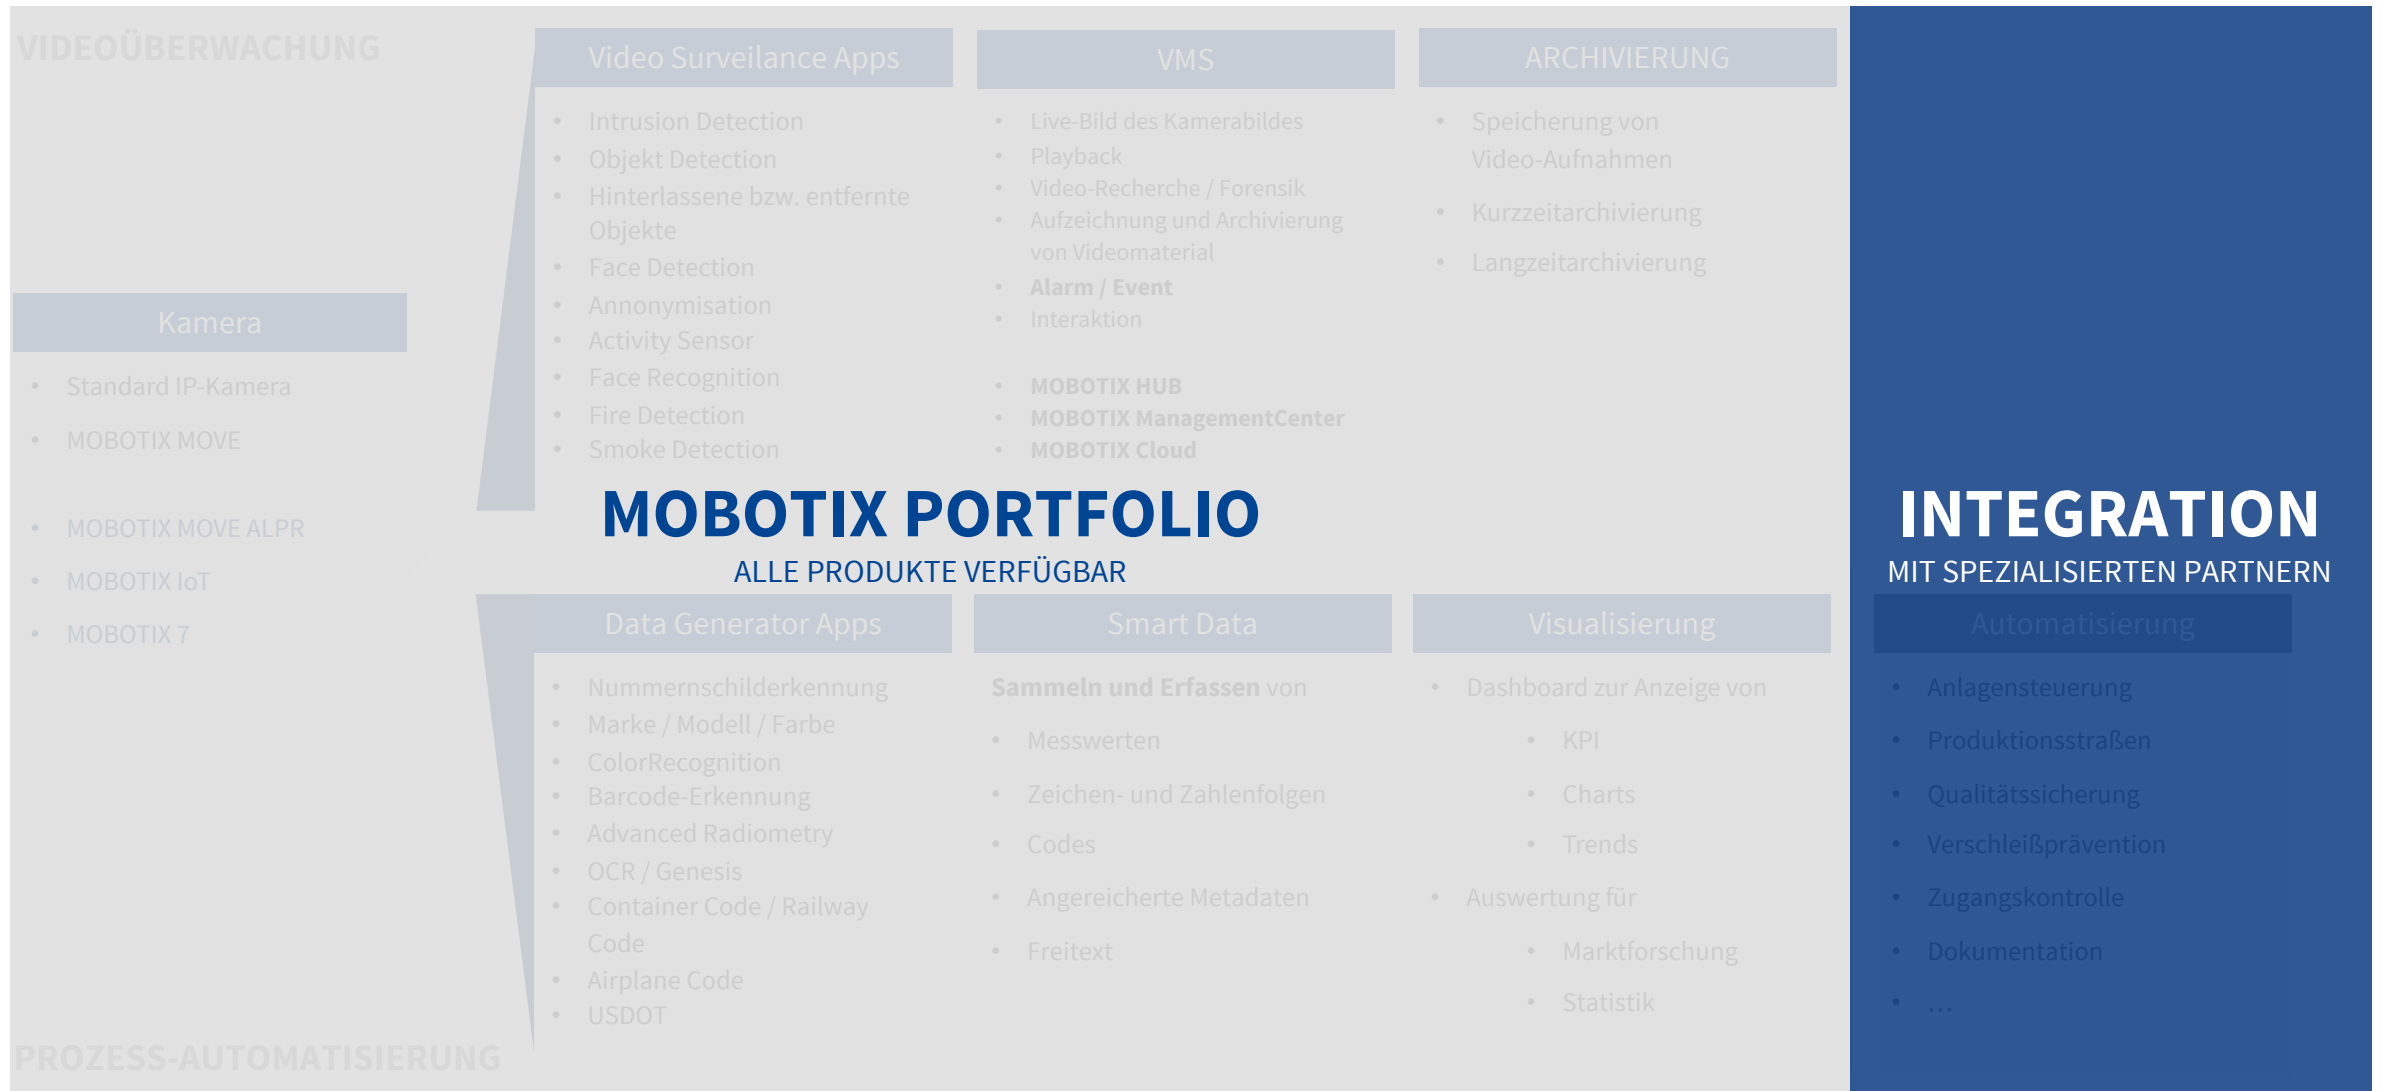 VIDEOÜBERWACHUNG
Kamera
• Standard IP-Kamera
• MOBOTIX MOVE
• MOBOTIX MOVE ALPR
• MOBOTIX IoT
• MOBOTIX 7
Video Surveilance Apps
• Intrusion Detection
• Objekt Detection
• Hinterlassene bzw. entfernte
Objekte
• Face Detection
• Annonymisation
• Activity Sensor
• Face Recognition
• Fire Detection
• Smoke Detection
VMS
• Live-Bild des Kamerabildes
• Playback
• Video-Recherche / Forensik
• Aufzeichnung und Archivierung
von Videomaterial
• Alarm / Event
• Interaktion
• MOBOTIX HUB
• MOBOTIX ManagementCenter
• MOBOTIX Cloud
ARCHIVIERUNG
• Speicherung von
Video-Aufnahmen
• Kurzzeitarchivierung
• Langzeitarchivierung
MOBOTIX PORTFOLIO
ALLE PRODUKTE VERFÜGBAR
INTEGRATION
MIT SPEZIALISIERTEN PARTNERN
Data Generator Apps
• Nummernschilderkennung
• Marke / Modell / Farbe
• ColorRecognition
• Barcode-Erkennung
• Advanced Radiometry
• OCR / Genesis
• Container Code / Railway
Code
• Airplane Code
• USDOT
Smart Data
Sammeln und Erfassen von
• Messwerten
• Zeichen- und Zahlenfolgen
• Codes
• Angereicherte Metadaten
• Freitext
Visualisierung
• Dashboard zur Anzeige von
• KPI
• Charts
• Trends
• Auswertung für
• Marktforschung
• Statistik
Automatisierung
• Anlagensteuerung
• Produktionsstraßen
• Qualitätssicherung
• Verschleißprävention
• Zugangskontrolle
• Dokumentation
• …
PROZESS-AUTOMATISIERUNG